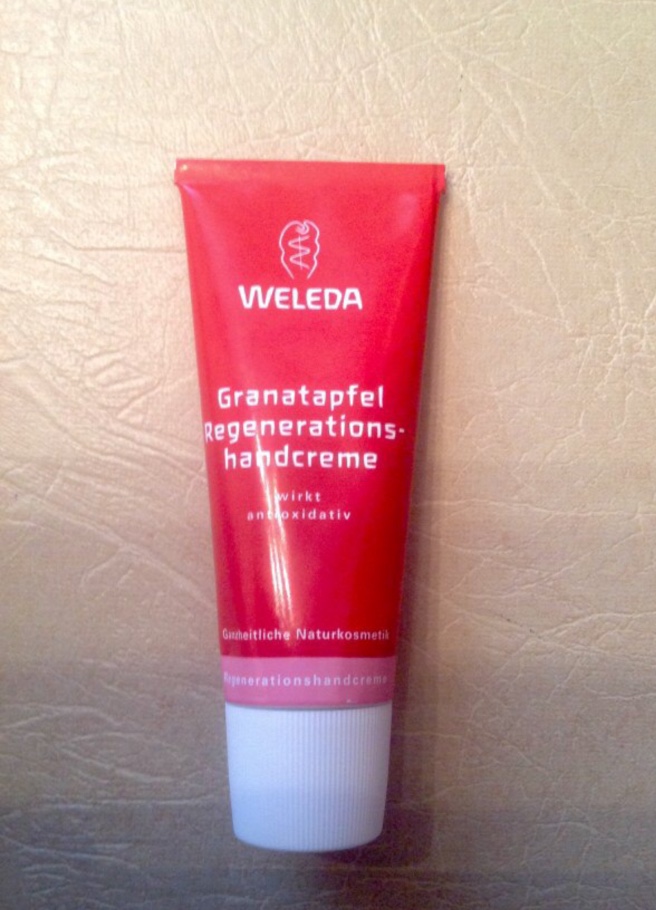 WELEDA
Granatapfel
Regenerations-
handcreme
wirkt
antioxidativ
Ganzheitliche Naturkosmetik
Regenerationshandcreme